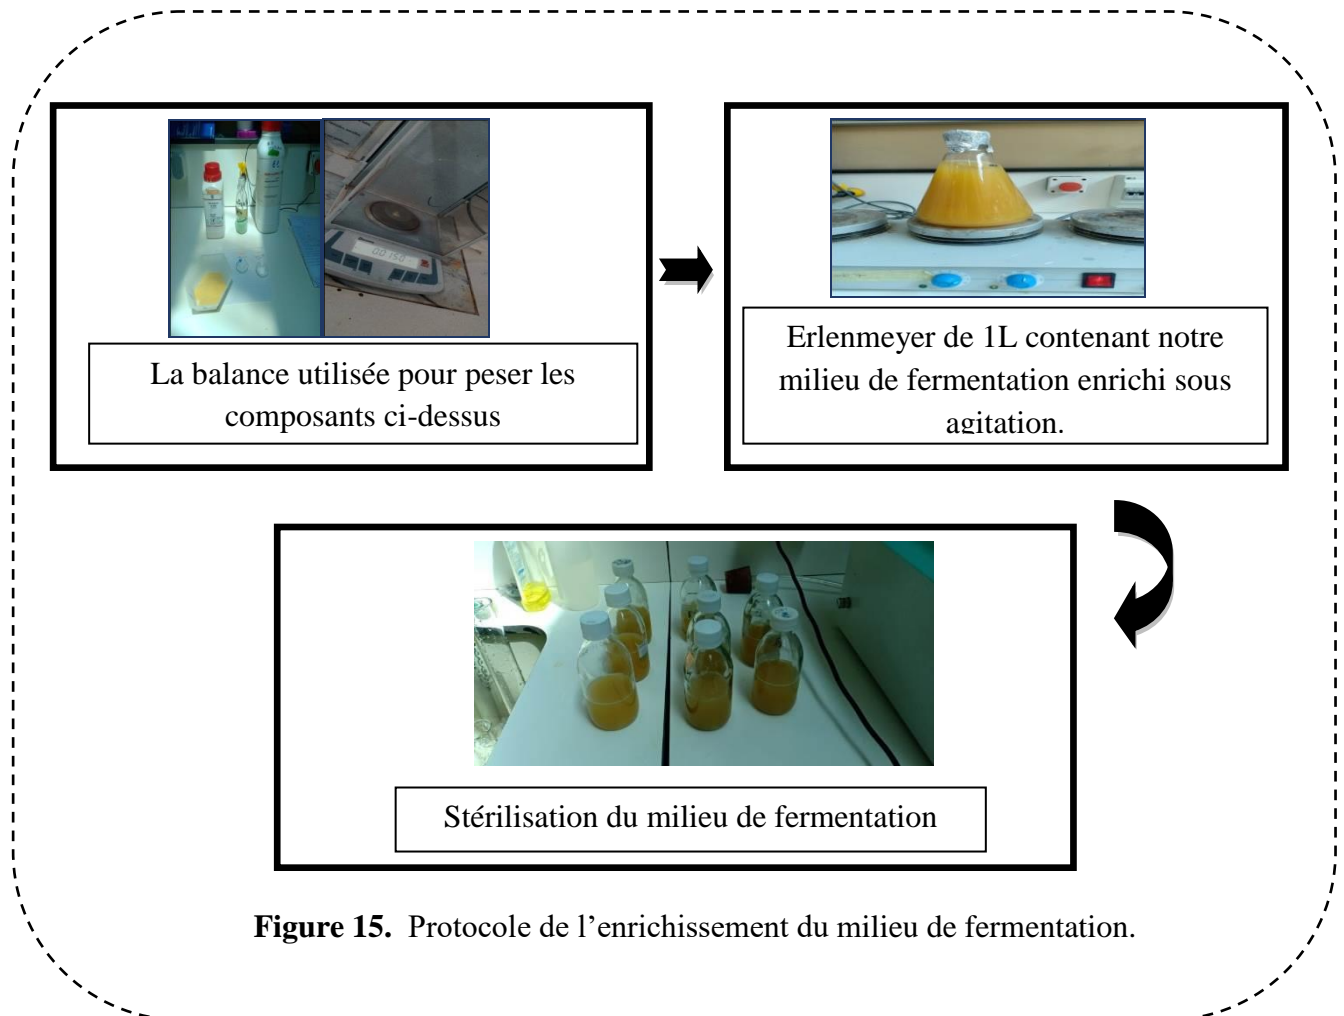 La balance utilisée pour peser les
composants ci-dessus
Erlenmeyer de 1L contenant notre
milieu de fermentation enrichi sous
agitation.
Stérilisation du milieu de fermentation
Figure 15. Protocole de l’enrichissement du milieu de fermentation.